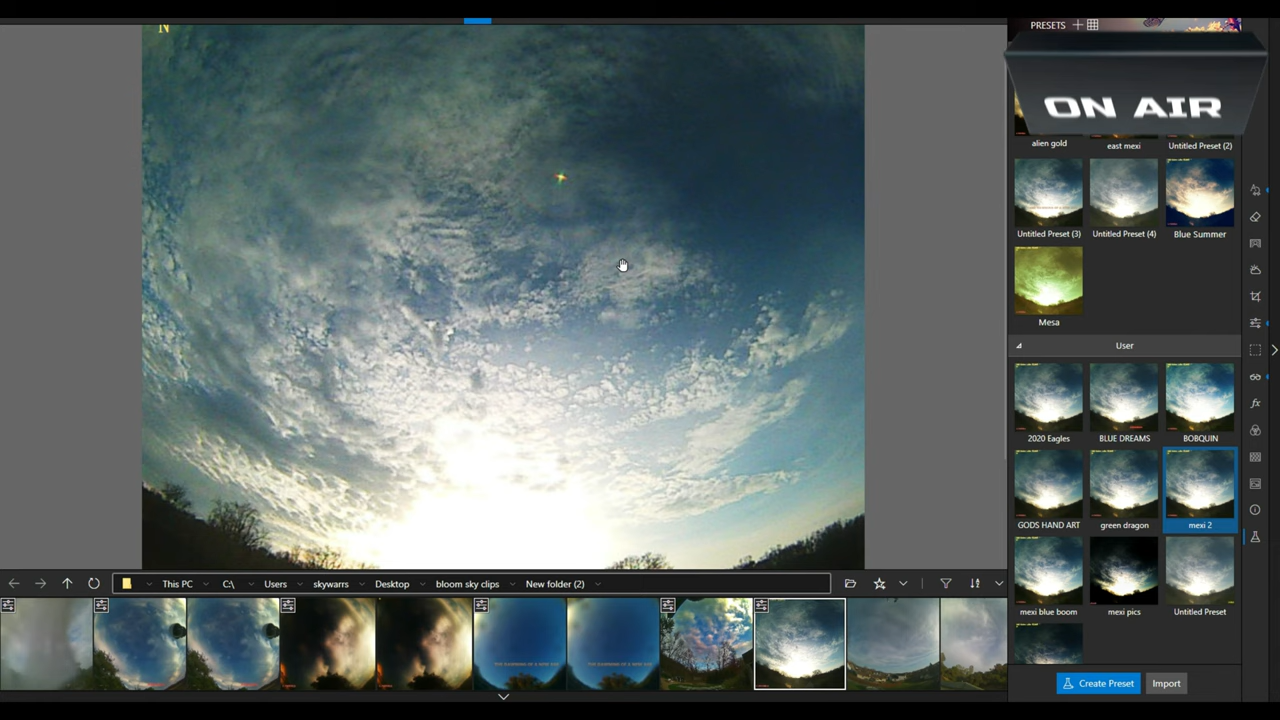 N
PRESETS
ON AIR
alien gold
east mexi
Untitled Preset (2)
Untitled Preset (3)
Untitled Preset (4)
Blue Summer
Mesa
User
2020 Eagles
BLUE DREAMS
BOBQUIN
GODS HAND ART
green dragon
mexi 2
mexi blue boom
mexi pics
Untitled Preset
This PC
C:\
Users
skywarrs
Desktop
bloom sky clips
New folder (2)
Create Preset
Import